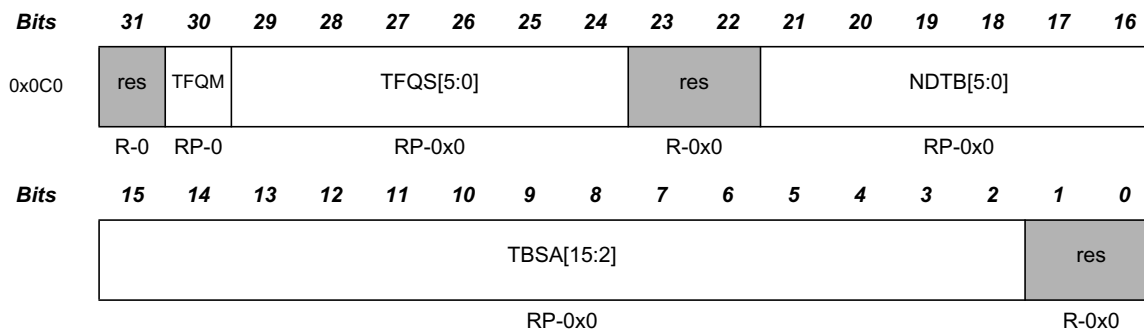 Bits 31 30 29 28 27 26 25 24 23 22 21 20 19 18 17 16
0x0C0 res TFQM TFQS[5:0] res NDTB[5:0]
R-0 RP-0 RP-0x0 R-0x0 RP-0x0
Bits 15 14 13 12 11 10 9 8 7 6 5 4 3 2 1 0
TBSA[15:2] res
RP-0x0 R-0x0